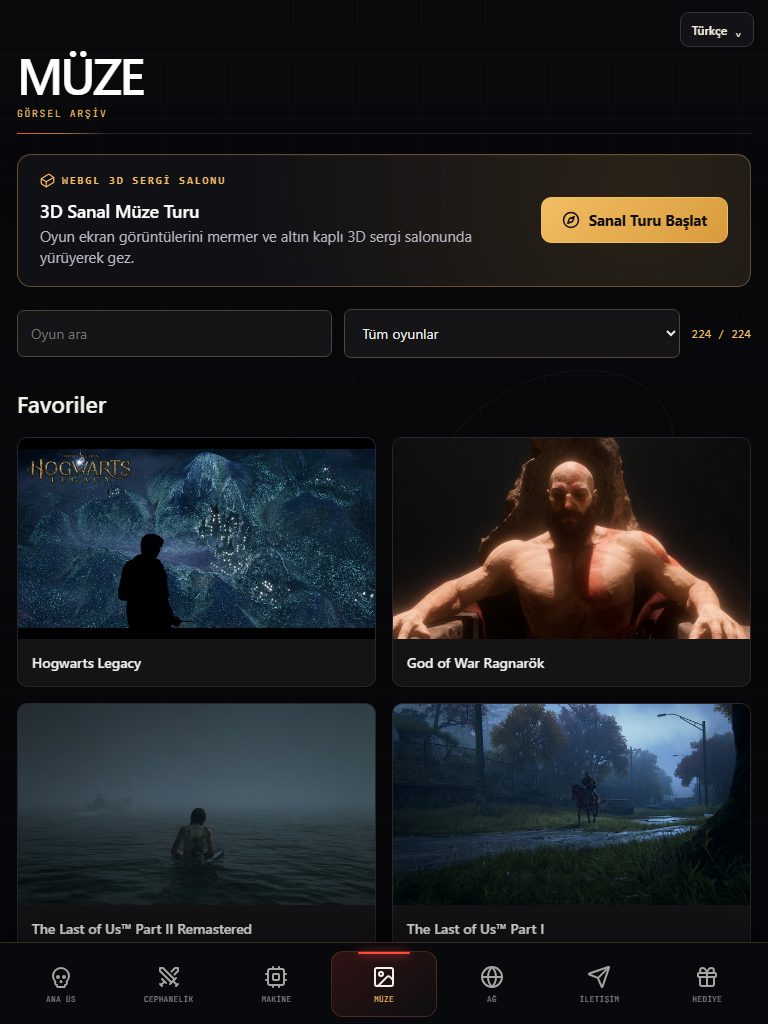 Türkçe
MÜZE
GÖRSEL ARŞİV
WEBGL 3D SERGİ SALONU
3D Sanal Müze Turu
Oyun ekran görüntülerini mermer ve altın kaplı 3D sergi salonunda
yürüyerek gez.
Sanal Turu Başlat
Oyun ara
Tüm oyunlar
224 / 224
Favoriler
HOGWARTS
LEGACY
Hogwarts Legacy
God of War Ragnarök
The Last of Us™ Part II Remastered
The Last of Us™ Part I
ANA ÜS
CEPHANELİK
MAKİNE
MÜZE
AĞ
İLETİŞİM
HEDİYE